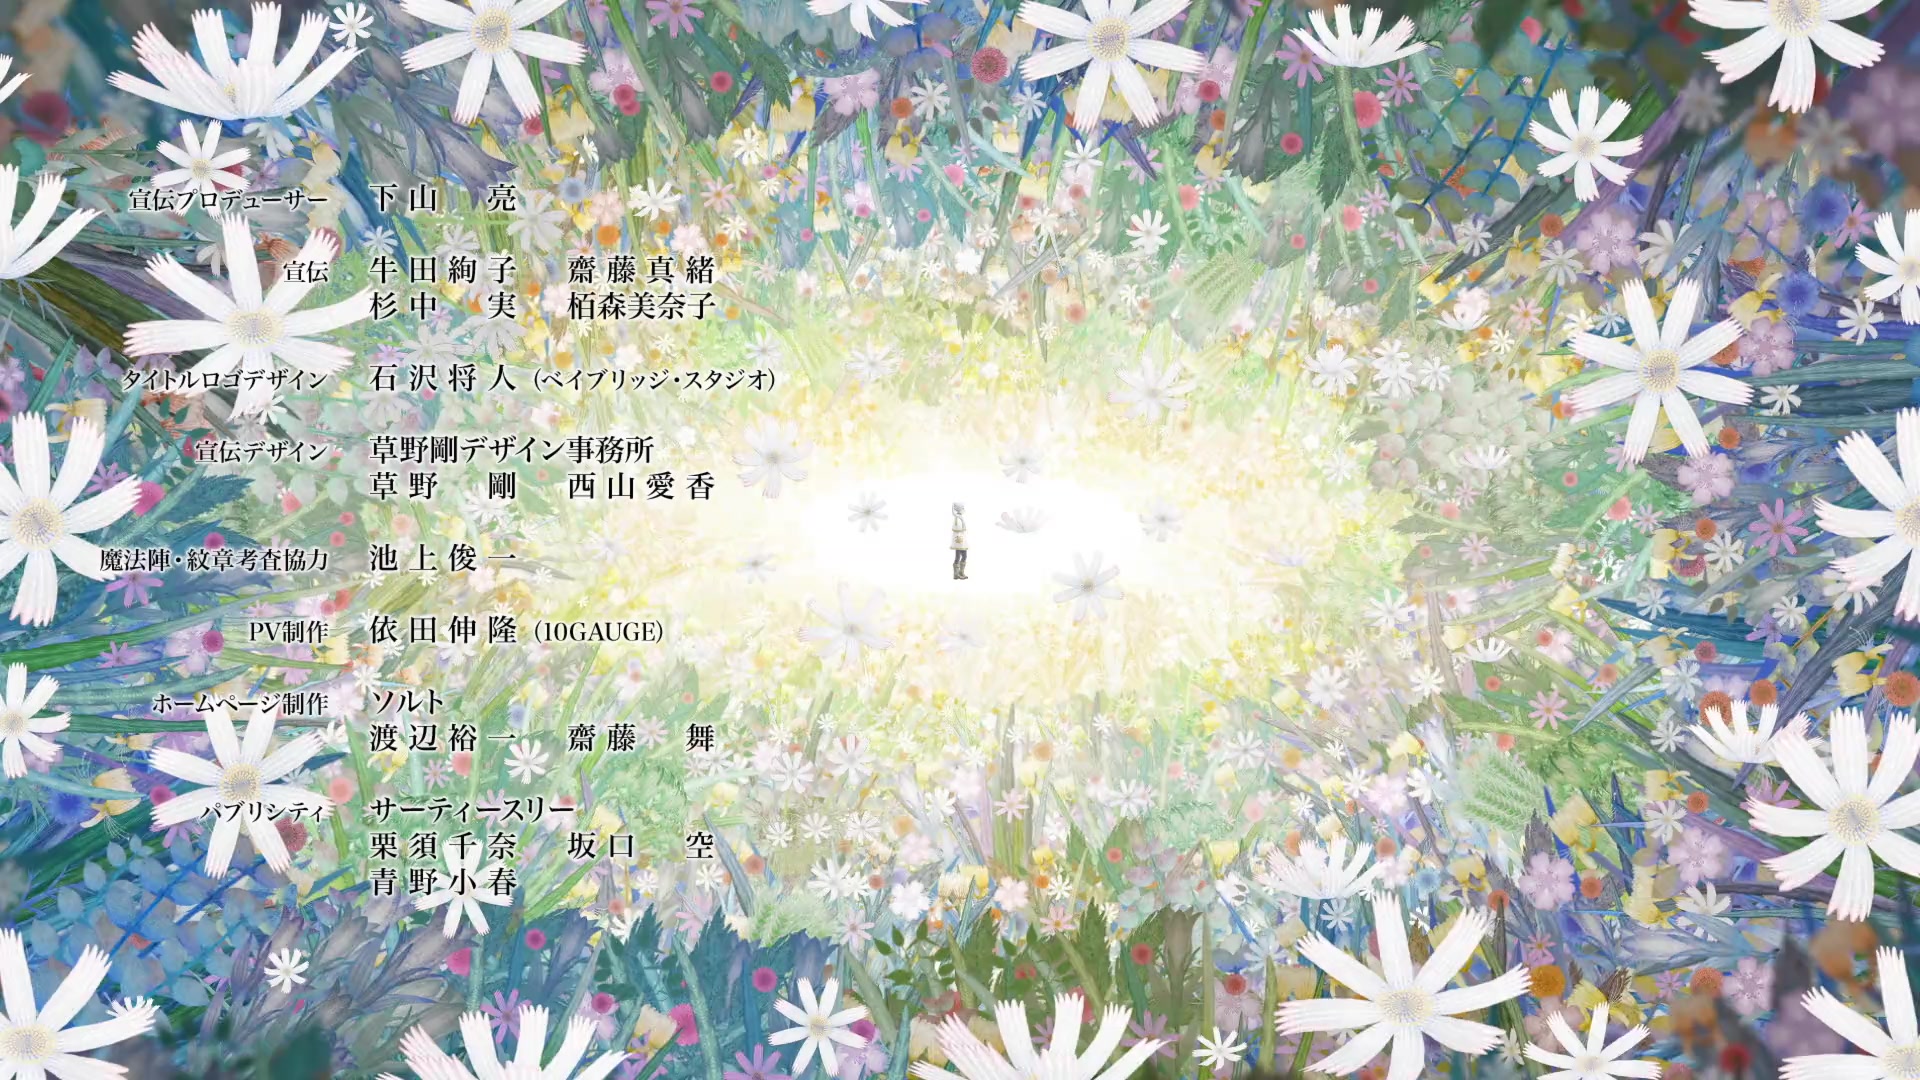 宣伝プロデューサー 下山 亮
宣伝 牛田絢子 齋藤真緒
杉中 実 栢森美奈子
タイトルロゴデザイン 石沢将人 (ベイブリッジ・スタジオ)
宣伝デザイン 草野剛デザイン事務所
草野 剛 西山愛香
魔法陣・紋章考査協力 池上俊一
PV制作 依田伸隆 (10GAUGE)
ホームページ制作 ソルト
渡辺裕一 齋藤 舞
パブリシティ サーティースリー
栗須千奈 坂口 空
青野小春